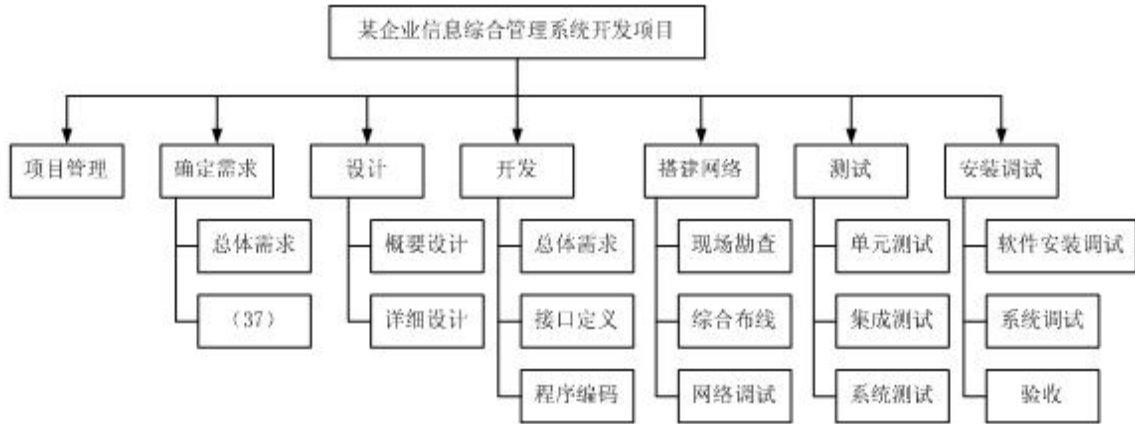 某企业信息综合管理系统开发项目
项目管理
确定需求
设计
开发
搭建网络
测试
安装调试
总体需求
概要设计
总体需求
现场勘查
单元测试
软件安装调试
（37）
详细设计
接口定义
综合布线
集成测试
系统调试
程序编码
网络调试
系统测试
验收